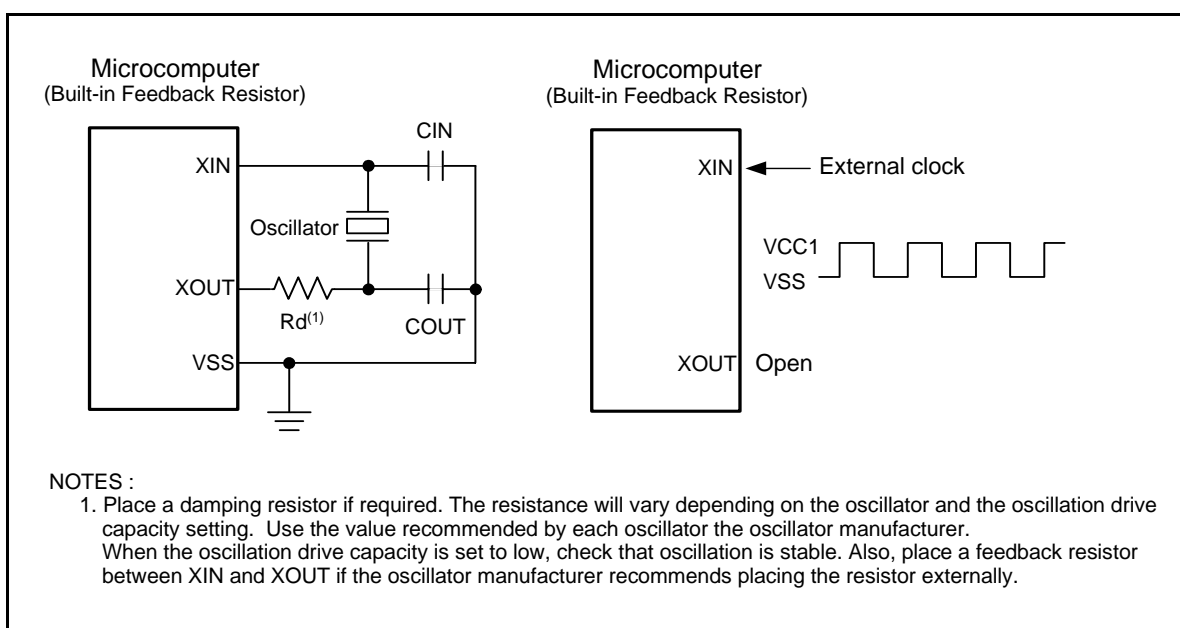 Microcomputer
(Built-in Feedback Resistor)
CIN
XIN
Oscillator
XOUT
Rd(1)
COUT
VSS
Microcomputer
(Built-in Feedback Resistor)
XIN
External clock
VCC1
VSS
XOUT
Open
NOTES :
1. Place a damping resistor if required. The resistance will vary depending on the oscillator and the oscillation drive
capacity setting. Use the value recommended by each oscillator the oscillator manufacturer.
When the oscillation drive capacity is set to low, check that oscillation is stable. Also, place a feedback resistor
between XIN and XOUT if the oscillator manufacturer recommends placing the resistor externally.